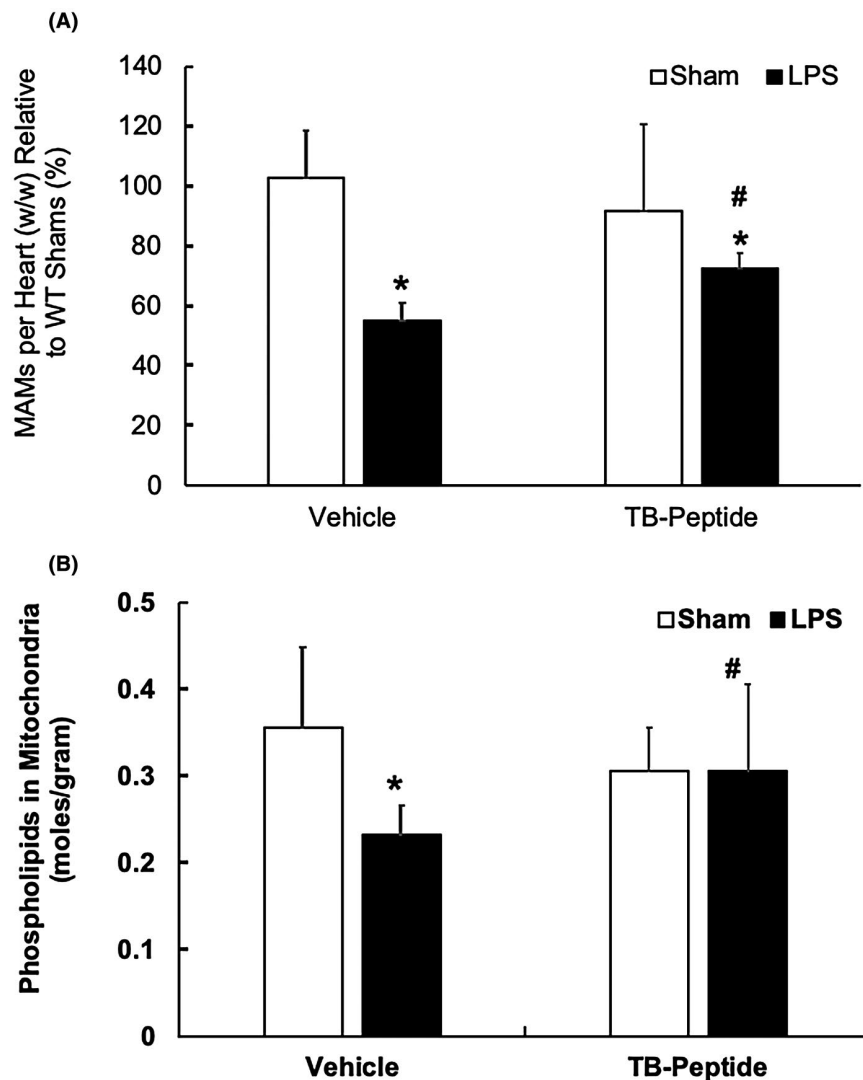 (A)
MAMs per Heart (w/w) Relative
to WT Shams (%)
140
120
100
80
60
40
20
0
Sham LPS
*
#
*
Vehicle TB-Peptide
(B)
Phospholipids in Mitochondria
(moles/gram)
0.5
0.4
0.3
0.2
0.1
0
Sham LPS
*
#
Vehicle TB-Peptide